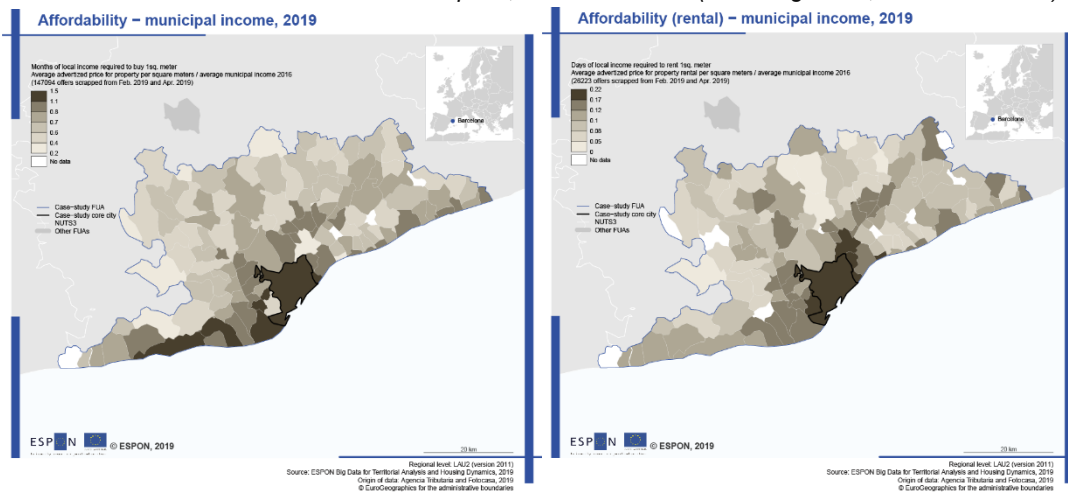 Affordability – municipal income, 2019
Months of local income required to buy 1sq. meter
Average advertized price for property per square meters / average municipal income 2016
(147094 offers scrapped from Feb. 2019 and Apr. 2019)
1.5
1.1
0.8
0.7
0.6
0.4
0.2
No data
Case-study FUA
Case-study core city
NUTS3
Other FUAs
Barcelona
ESPON
© ESPON, 2019
20 km
Regional level: LAU2 (version 2011)
Source: ESPON Big Data for Territorial Analysis and Housing Dynamics, 2019
Origin of data: Agencia Tributaria and Fotocasa, 2019
© EuroGeographics for the administrative boundaries
Affordability (rental) – municipal income, 2019
Days of local income required to rent 1sq. meter
Average advertized price for property rental per square meters / average municipal income 2016
(26223 offers scrapped from Feb. 2019 and Apr. 2019)
0.22
0.17
0.12
0.1
0.08
0.05
0
No data
Case-study FUA
Case-study core city
NUTS3
Other FUAs
Barcelona
ESPON
© ESPON, 2019
20 km
Regional level: LAU2 (version 2011)
Source: ESPON Big Data for Territorial Analysis and Housing Dynamics, 2019
Origin of data: Agencia Tributaria and Fotocasa, 2019
© EuroGeographics for the administrative boundaries